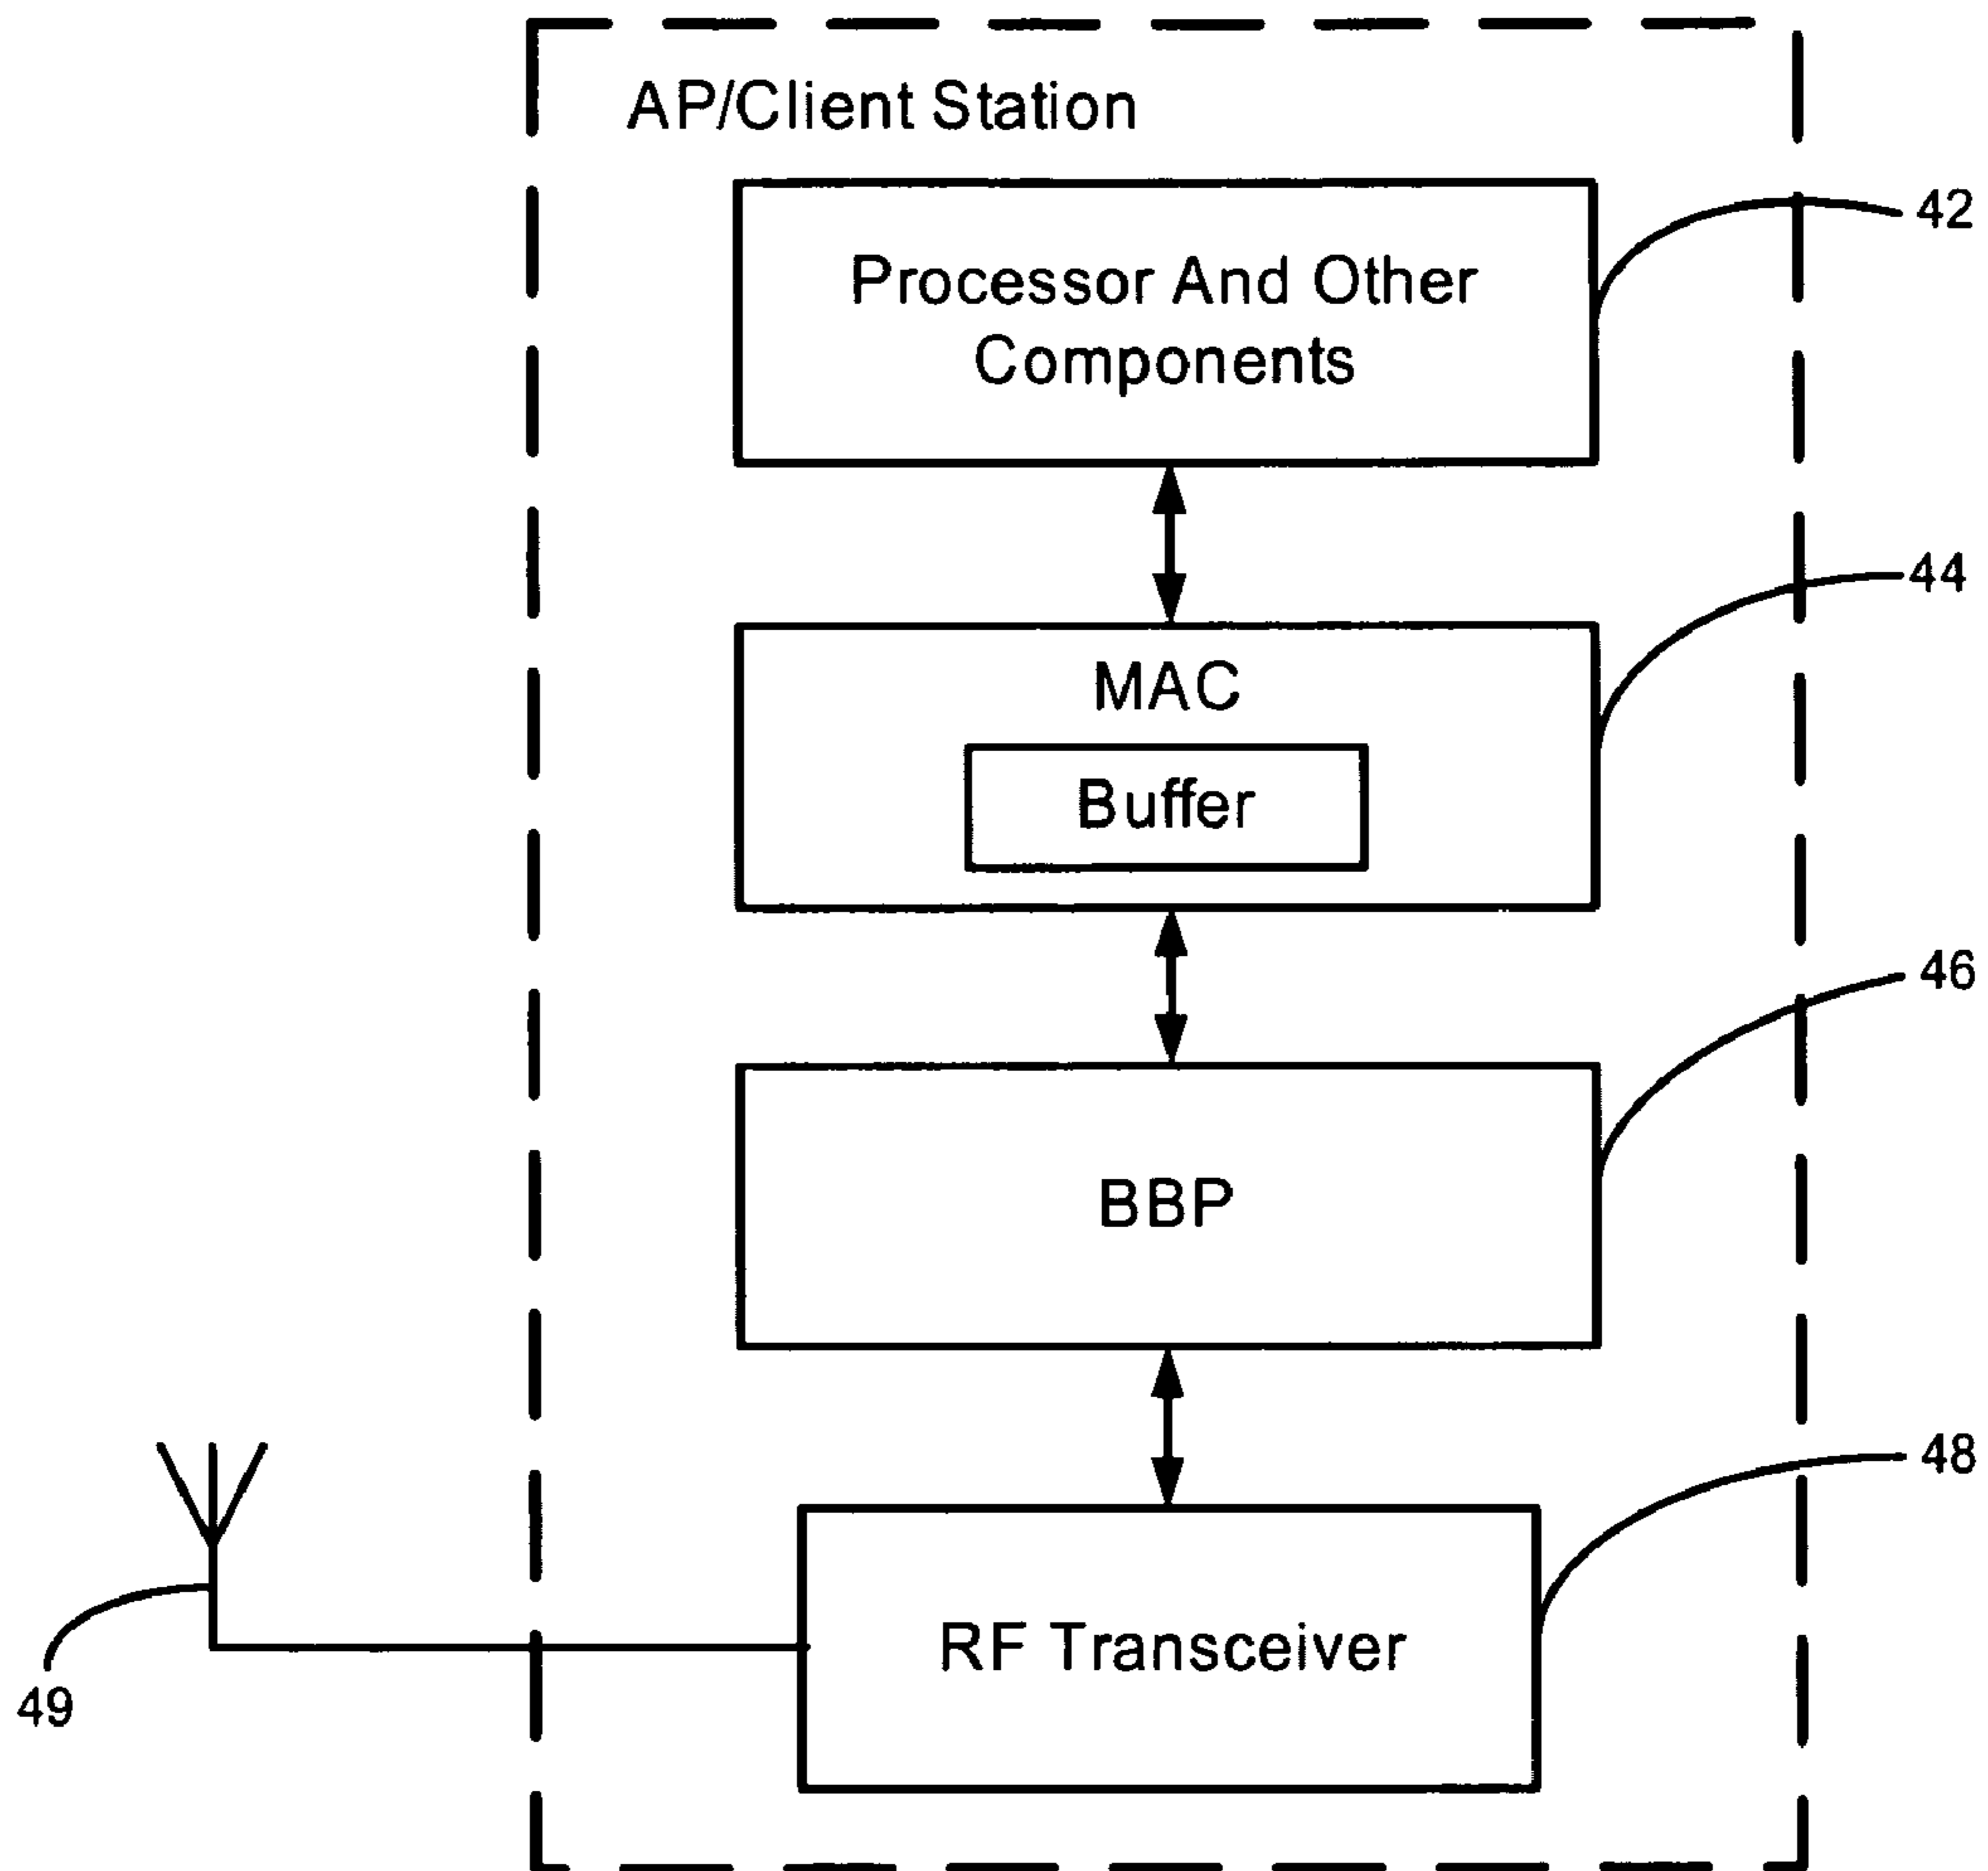 AP/Client Station
Processor And Other
Components
42
44
MAC
Buffer
46
BBP
48
RF Transceiver
49